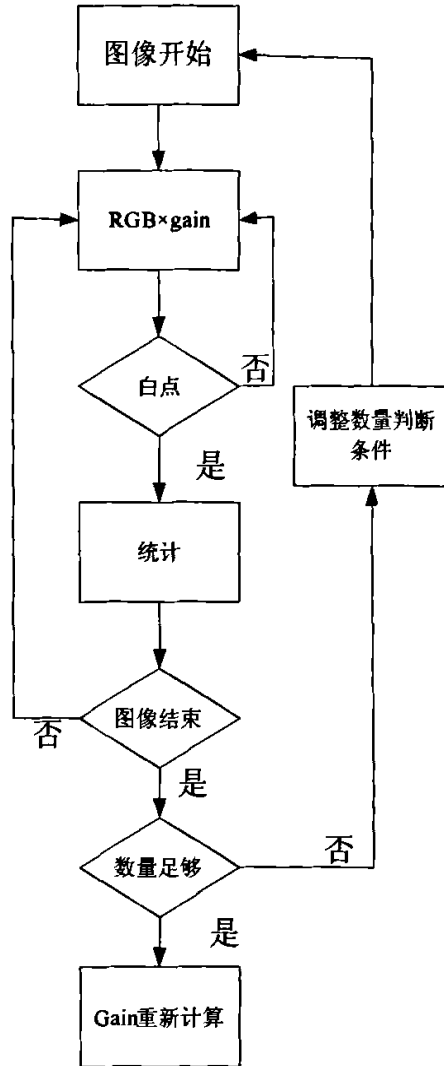 图像开始
RGB×gain
白点
否
是
调整数量判断
条件
统计
图像结束
否
是
数量足够
否
是
Gain重新计算